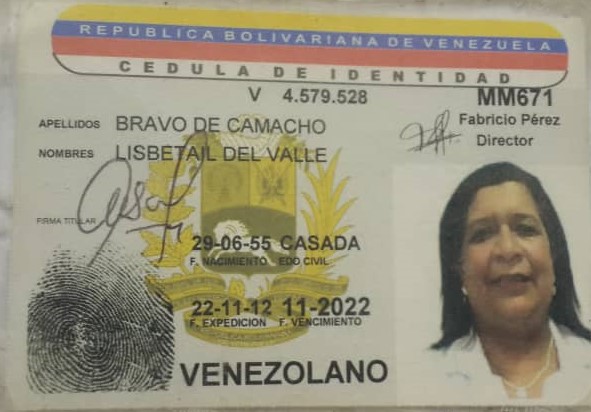 REPUBLICA BOLIVARIANA DE VENEZUELA
CEDULA DE IDENTIDAD
V 4.579.528
MM671
Fabricio Pérez
Director
APELLIDOS BRAVO DE CAMACHO
NOMBRES LISBETAIL DEL VALLE
FIRMA TITULAR
29-06-55 CASADA
F. NACIMIENTO EDO CIVIL
22-11-12 11-2022
F. EXPEDICION F. VENCIMIENTO
VENEZOLANO